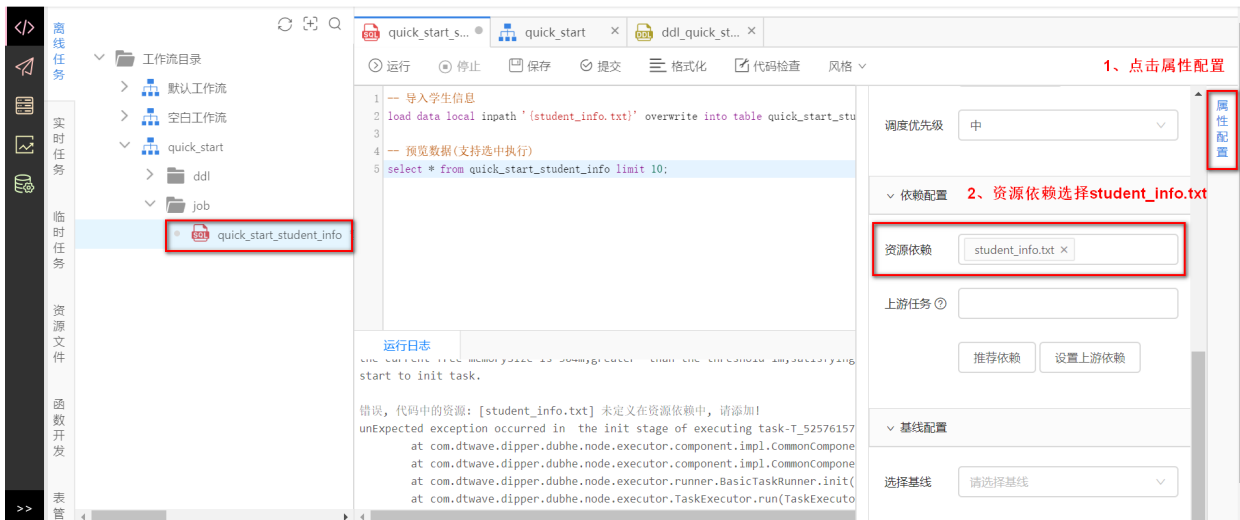 离线任务
实时任务
临时任务
资源文件
函数开发
表管
>>
工作流目录
默认工作流
空白工作流
quick_start
ddl
job
quick_start_student_info
quick_start_s...
quick_start
ddl_quick_st...
运行 停止 保存 提交 格式化 代码检查 风格
1、点击属性配置
1 -- 导入学生信息
2 load data local inpath '{student_info.txt}' overwrite into table quick_start_stu
3
4 -- 预览数据(支持选中执行)
5 select * from quick_start_student_info limit 10;
运行日志
the current free memorySize is 564m,greater than the threshold 1m,satisfying
start to init task.
错误, 代码中的资源: [student_info.txt] 未定义在资源依赖中, 请添加!
unExpected exception occurred in the init stage of executing task-T_52576157
at com.dtwave.dipper.dubhe.node.executor.component.impl.CommonCompone
at com.dtwave.dipper.dubhe.node.executor.component.impl.CommonCompone
at com.dtwave.dipper.dubhe.node.executor.runner.BasicTaskRunner.init(
at com.dtwave.dipper.dubhe.node.executor.TaskExecutor.run(TaskExecuto
调度优先级 中
依赖配置
2、资源依赖选择student_info.txt
资源依赖 student_info.txt ×
上游任务
推荐依赖 设置上游依赖
基线配置
选择基线 请选择基线
属性配置